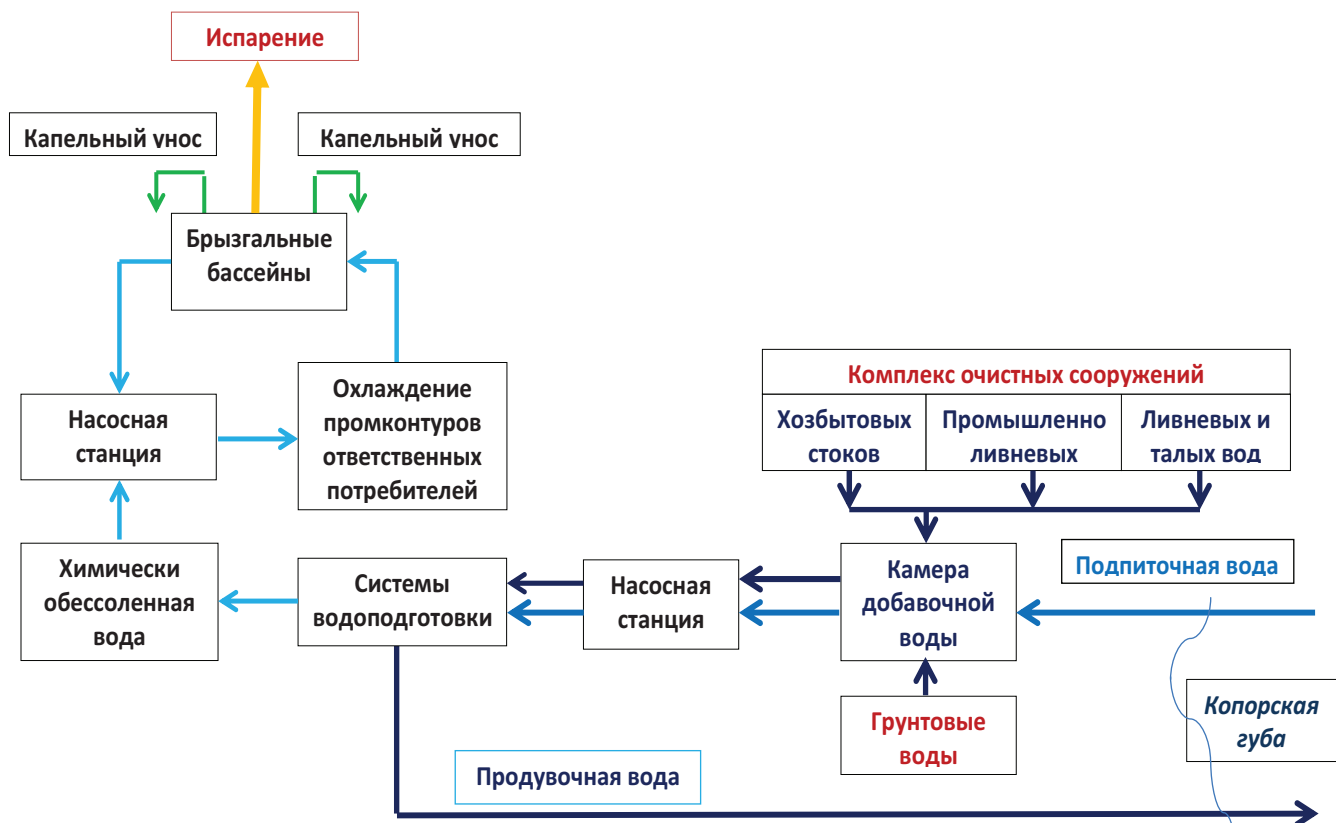 Испарение
Капельный унос
Капельный унос
Брызгальные
бассейны
Насосная
станция
Охлаждение
промконтуров
ответственных
потребителей
Комплекс очистных сооружений
Хозбытовых
стоков
Промышленно
ливневых
Ливневых и
талых вод
Химически
обессоленная
вода
Системы
водоподготовки
Насосная
станция
Камера
добавочной
воды
Подпиточная вода
Грунтовые
воды
Копорская
губа
Продувочная вода